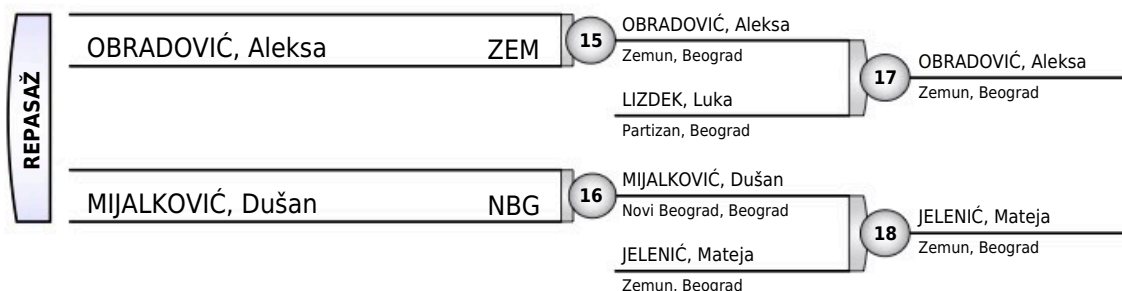 REPASAŽ
OBRADOVIĆ, Aleksa ZEM
15
OBRADOVIĆ, Aleksa
Zemun, Beograd
LIZDEK, Luka
Partizan, Beograd
17
OBRADOVIĆ, Aleksa
Zemun, Beograd
MIJALKOVIĆ, Dušan NBG
16
MIJALKOVIĆ, Dušan
Novi Beograd, Beograd
JELENIĆ, Mateja
Zemun, Beograd
18
JELENIĆ, Mateja
Zemun, Beograd